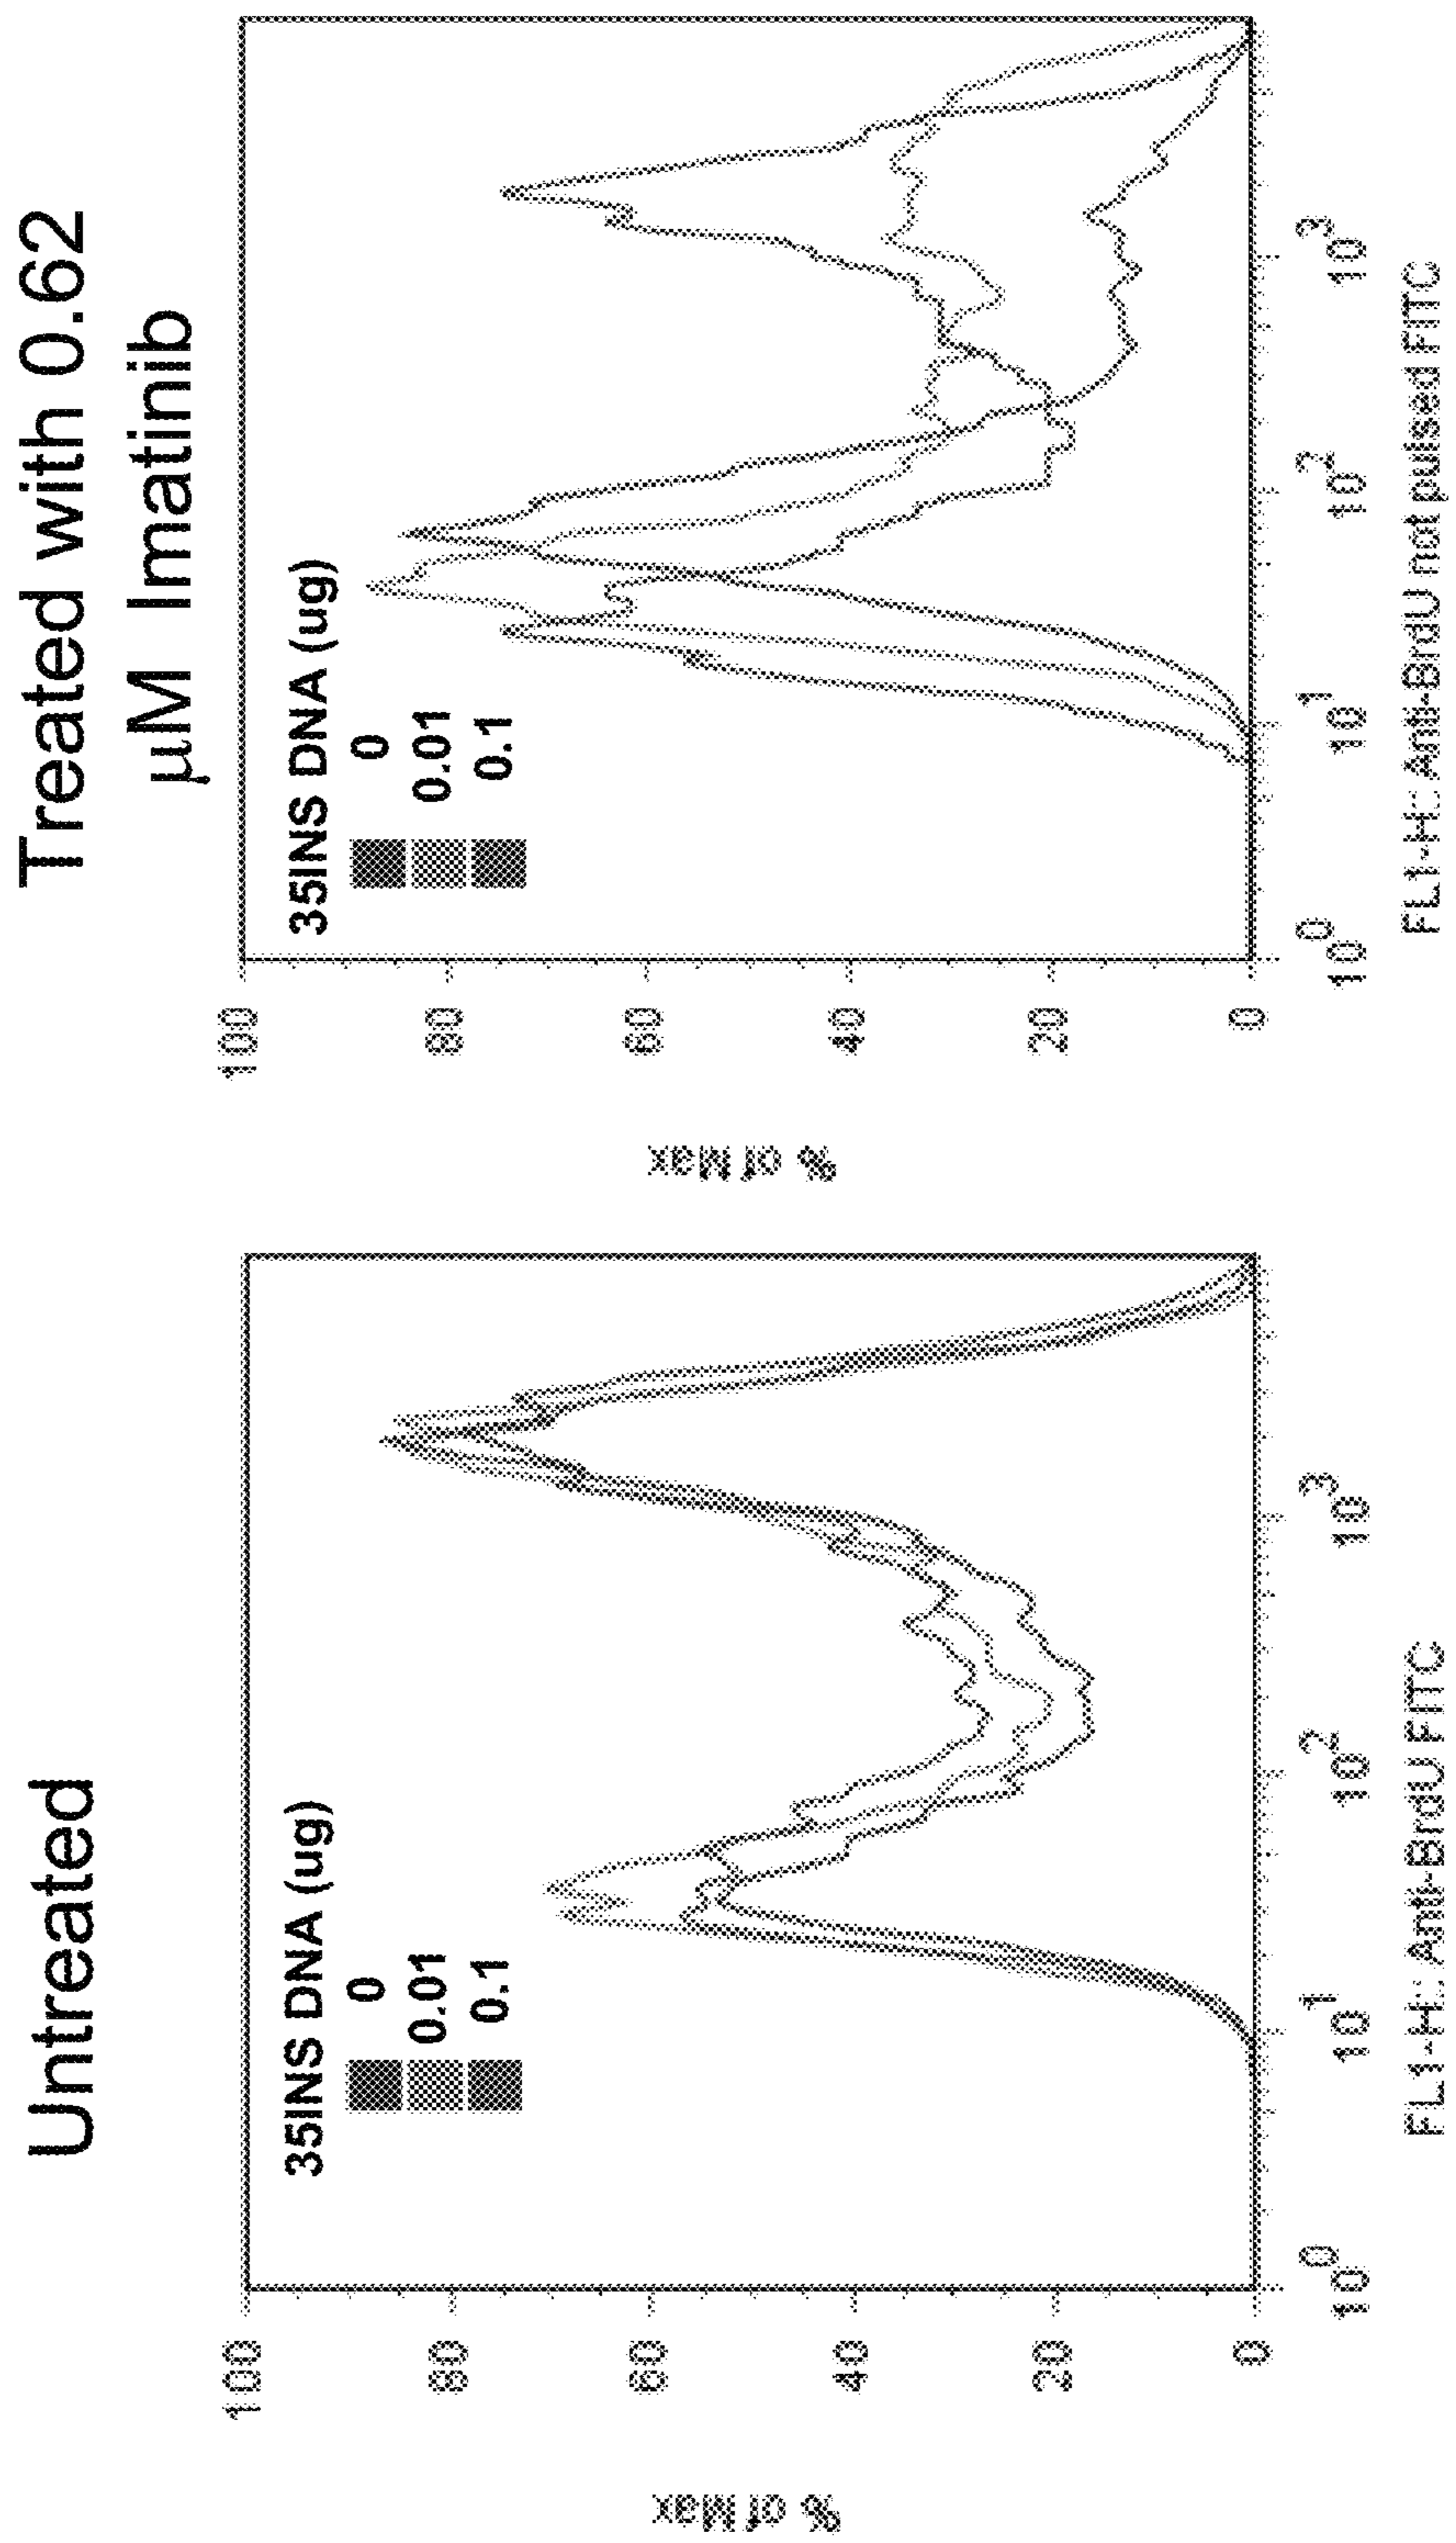 Untreated
% of Max
100
80
60
40
20
0
35INS DNA (ug)
0
0.01
0.1
10^0
10^1
10^2
10^3
FL1-H:: Anti-BrdU FITC
Treated with 0.62
µM Imatinib
% of Max
100
80
60
40
20
0
35INS DNA (ug)
0
0.01
0.1
10^0
10^1
10^2
10^3
FL1-H:: Anti-BrdU not pulsed FITC